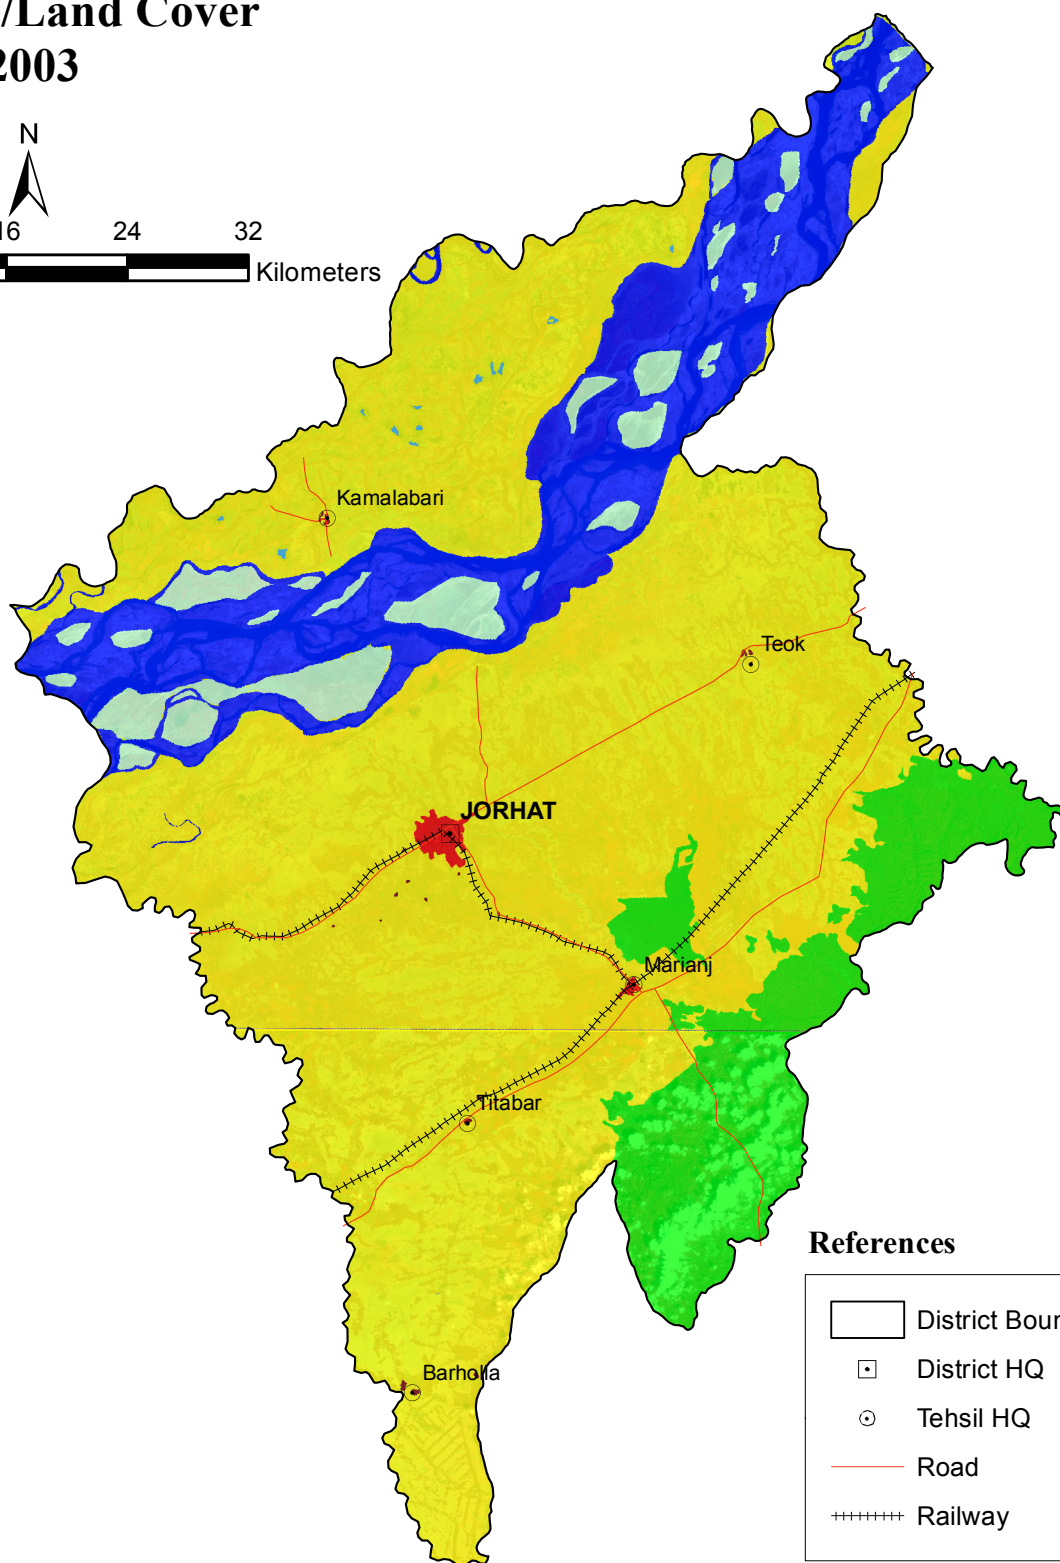 /Land Cover
2003
N
16 24 32
Kilometers
Kamalabari
Teok
JORHAT
Marianj
Titabar
Barholla
References
District Bour
District HQ
Tehsil HQ
Road
Railway